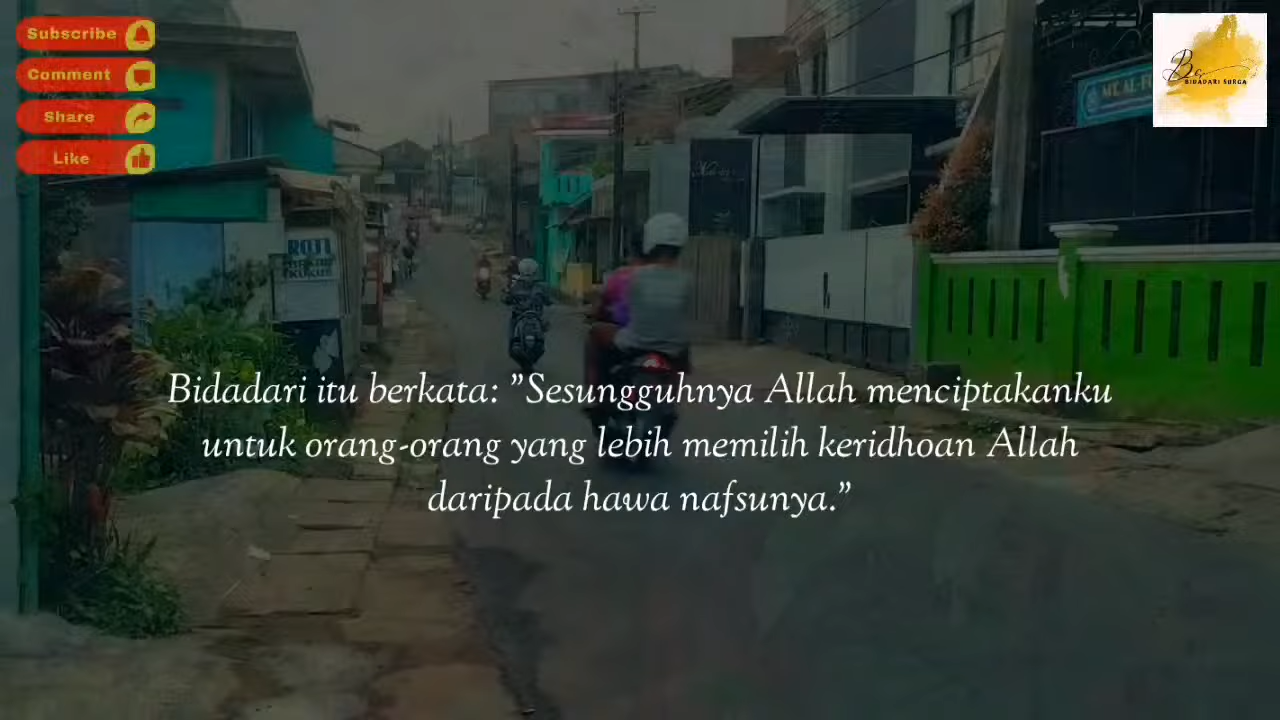 Subscribe
Comment
Share
Like
BIDADARI SURGA
ROTI
Bidadari itu berkata: ”Sesungguhnya Allah menciptakanku
untuk orang-orang yang lebih memilih keridhoan Allah
daripada hawa nafsunya.”